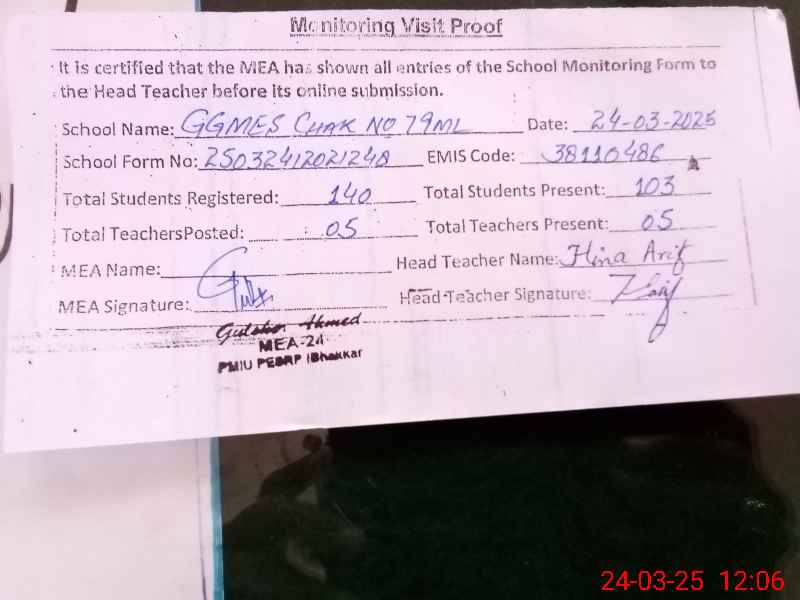 Monitoring Visit Proof
It is certified that the MEA has shown all entries of the School Monitoring Form to
the Head Teacher before its online submission.
School Name: GGMES CHAK NO 79ML Date: 24-03-2025
School Form No: EMIS Code: 38110486
Total Students Registered: 140 Total Students Present: 103
Total TeachersPosted: 05 Total Teachers Present: 05
MEA Name: Head Teacher Name: Hina Arif
MEA Signature: Head Teacher Signature:
Ahmed
MEA-24
PMIU PESRP (Bhakkar
24-03-25 12:06